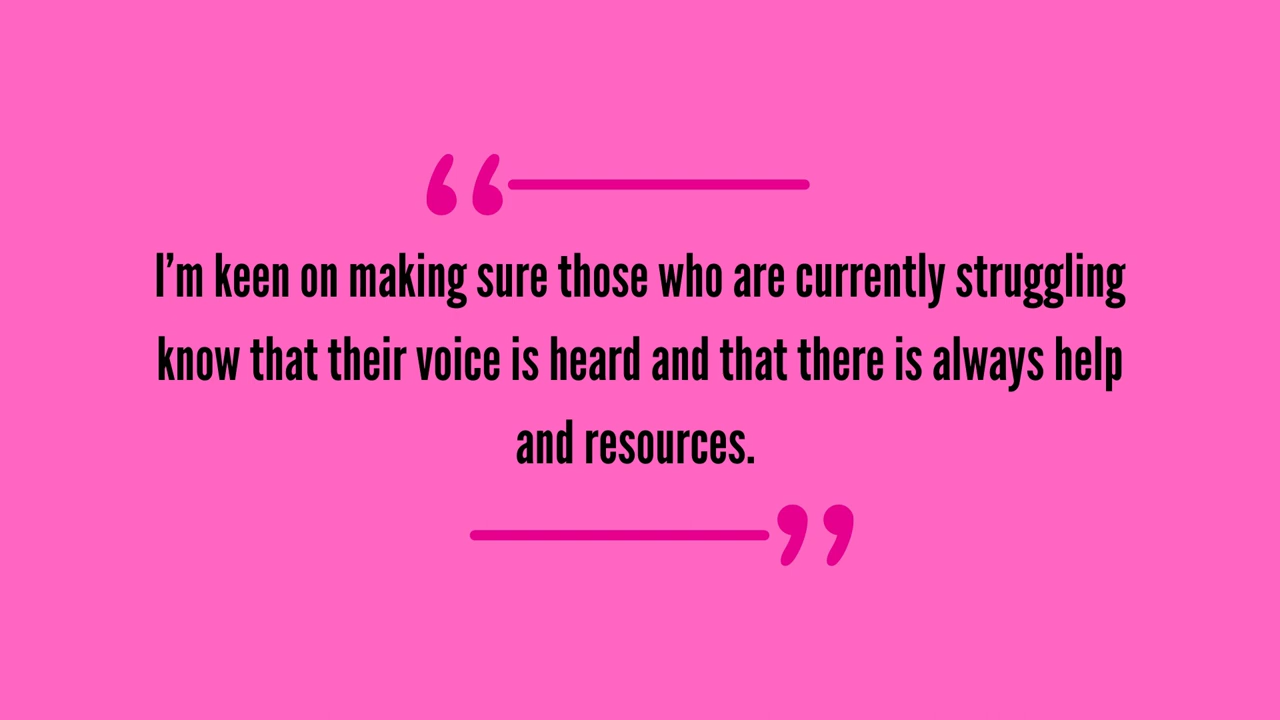 “
I’m keen on making sure those who are currently struggling
know that their voice is heard and that there is always help
and resources.
”